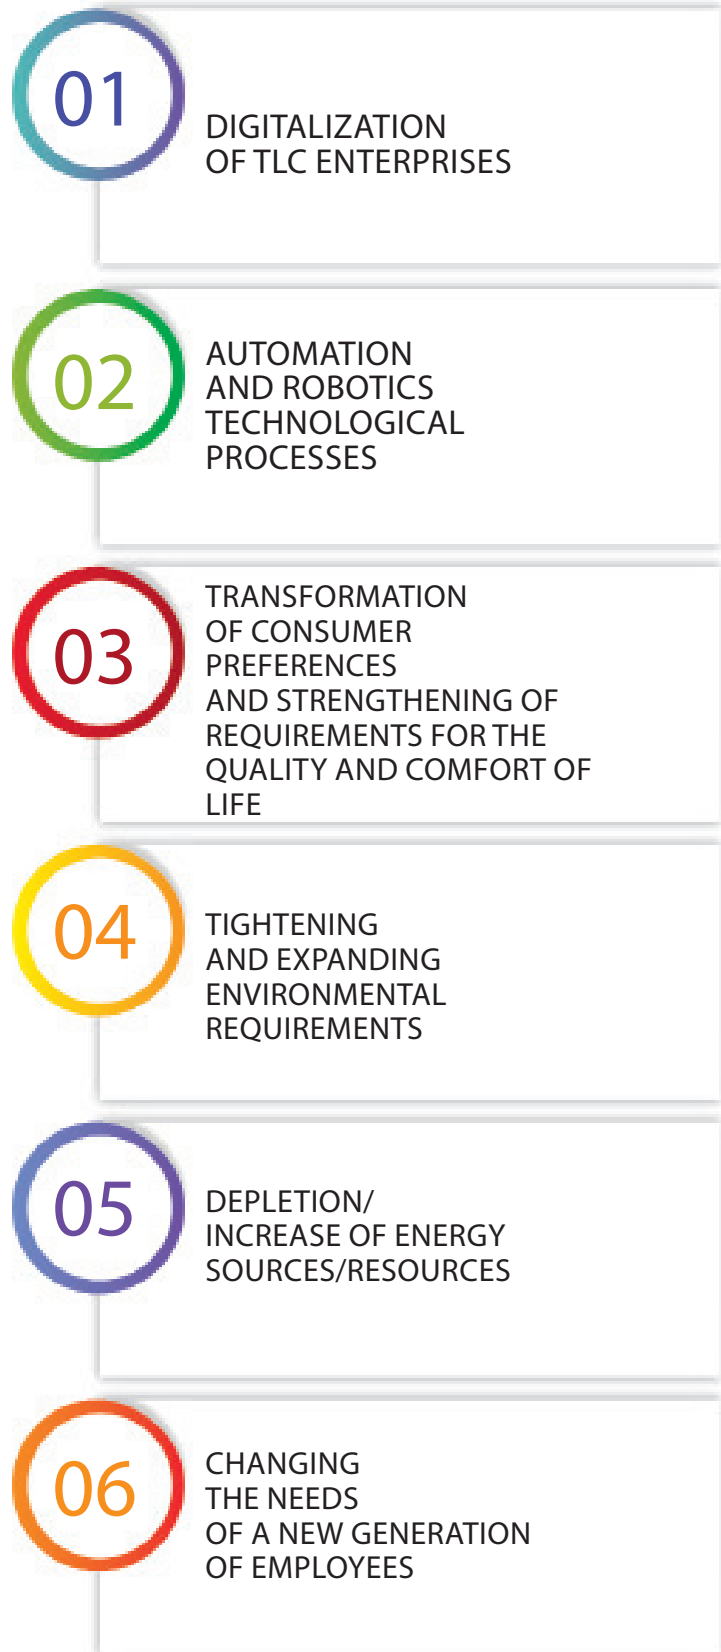 01
DIGITALIZATION
OF TLC ENTERPRISES
02
AUTOMATION
AND ROBOTICS
TECHNOLOGICAL
PROCESSES
03
TRANSFORMATION
OF CONSUMER
PREFERENCES
AND STRENGTHENING OF
REQUIREMENTS FOR THE
QUALITY AND COMFORT OF
LIFE
04
TIGHTENING
AND EXPANDING
ENVIRONMENTAL
REQUIREMENTS
05
DEPLETION/
INCREASE OF ENERGY
SOURCES/RESOURCES
06
CHANGING
THE NEEDS
OF A NEW GENERATION
OF EMPLOYEES